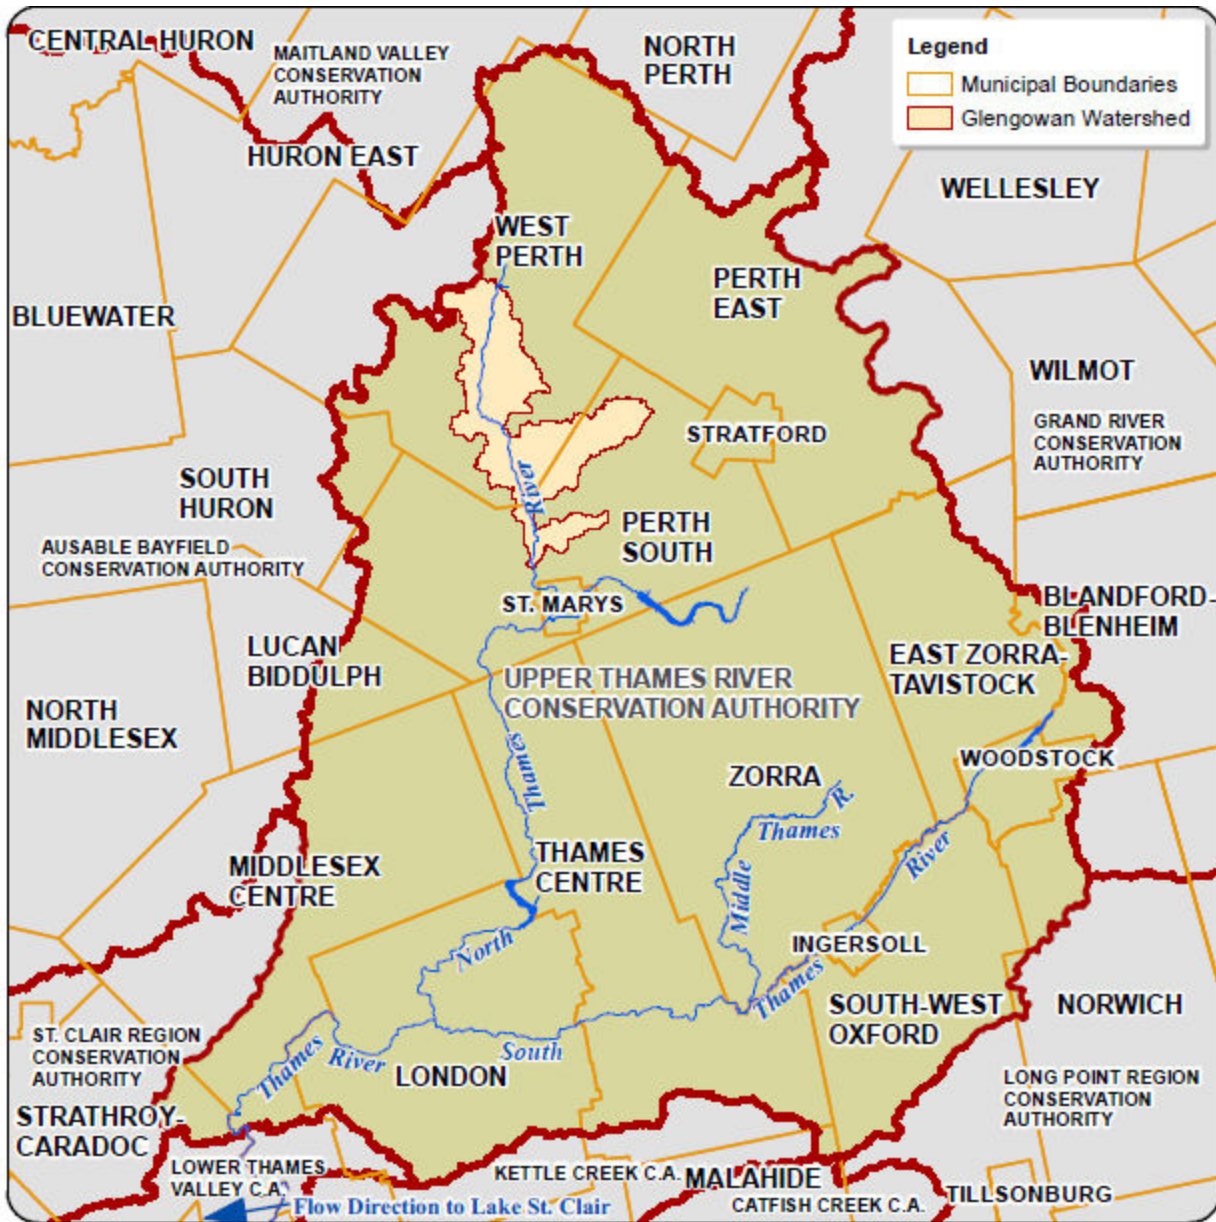 CENTRAL HURON
MAITLAND VALLEY
CONSERVATION
AUTHORITY
NORTH
PERTH
Legend
Municipal Boundaries
Glengowan Watershed
HURON EAST
WELLESLEY
WEST
PERTH
PERTH
EAST
BLUEWATER
WILMOT
GRAND RIVER
CONSERVATION
AUTHORITY
STRATFORD
SOUTH
HURON
River
PERTH
SOUTH
AUSABLE BAYFIELD
CONSERVATION AUTHORITY
ST. MARYS
BLANDFORD-
BLENHEIM
LUCAN
BIDDULPH
EAST ZORRA-
TAVISTOCK
UPPER THAMES RIVER
CONSERVATION AUTHORITY
NORTH
MIDDLESEX
Thames
ZORRA
WOODSTOCK
Thames
R.
River
MIDDLESEX
CENTRE
THAMES
CENTRE
Middle
North
INGERSOLL
Thames
SOUTH-WEST
OXFORD
NORWICH
ST. CLAIR REGION
CONSERVATION
AUTHORITY
Thames
River
South
LONDON
LONG POINT REGION
CONSERVATION
AUTHORITY
STRATHROY-
CARADOC
LOWER THAMES
VALLEY C.A.
KETTLE CREEK C.A.
MALAHIDE
CATFISH CREEK C.A.
TILLSONBURG
Flow Direction to Lake St. Clair